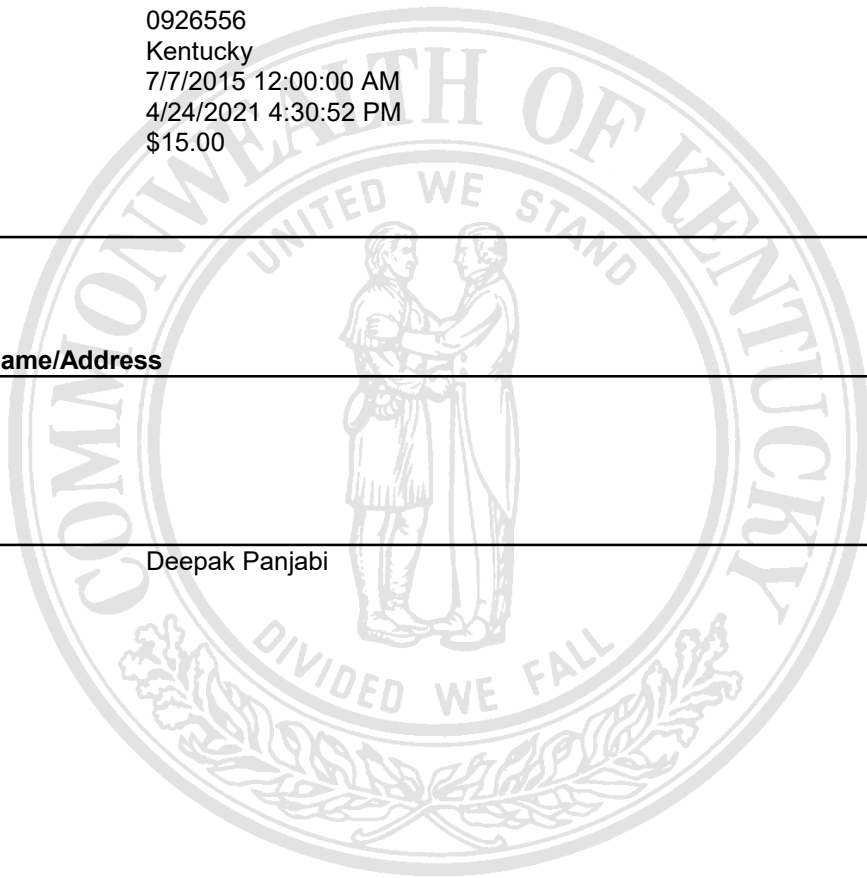 0926556
Kentucky
7/7/2015 12:00:00 AM
4/24/2021 4:30:52 PM
$15.00
COMMONWEALTH OF KENTUCKY
UNITED WE STAND
ame/Address
Deepak Panjabi
DIVIDED WE FALL